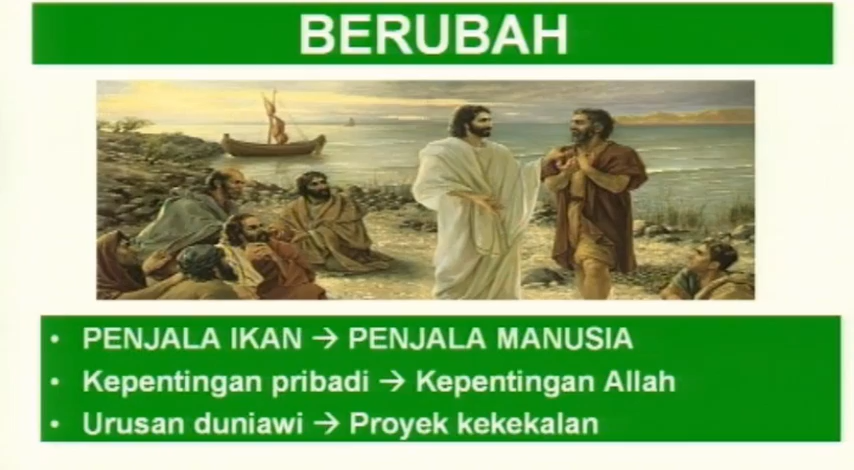 BERUBAH
• PENJALA IKAN → PENJALA MANUSIA
• Kepentingan pribadi → Kepentingan Allah
• Urusan duniawi → Proyek kekekalan